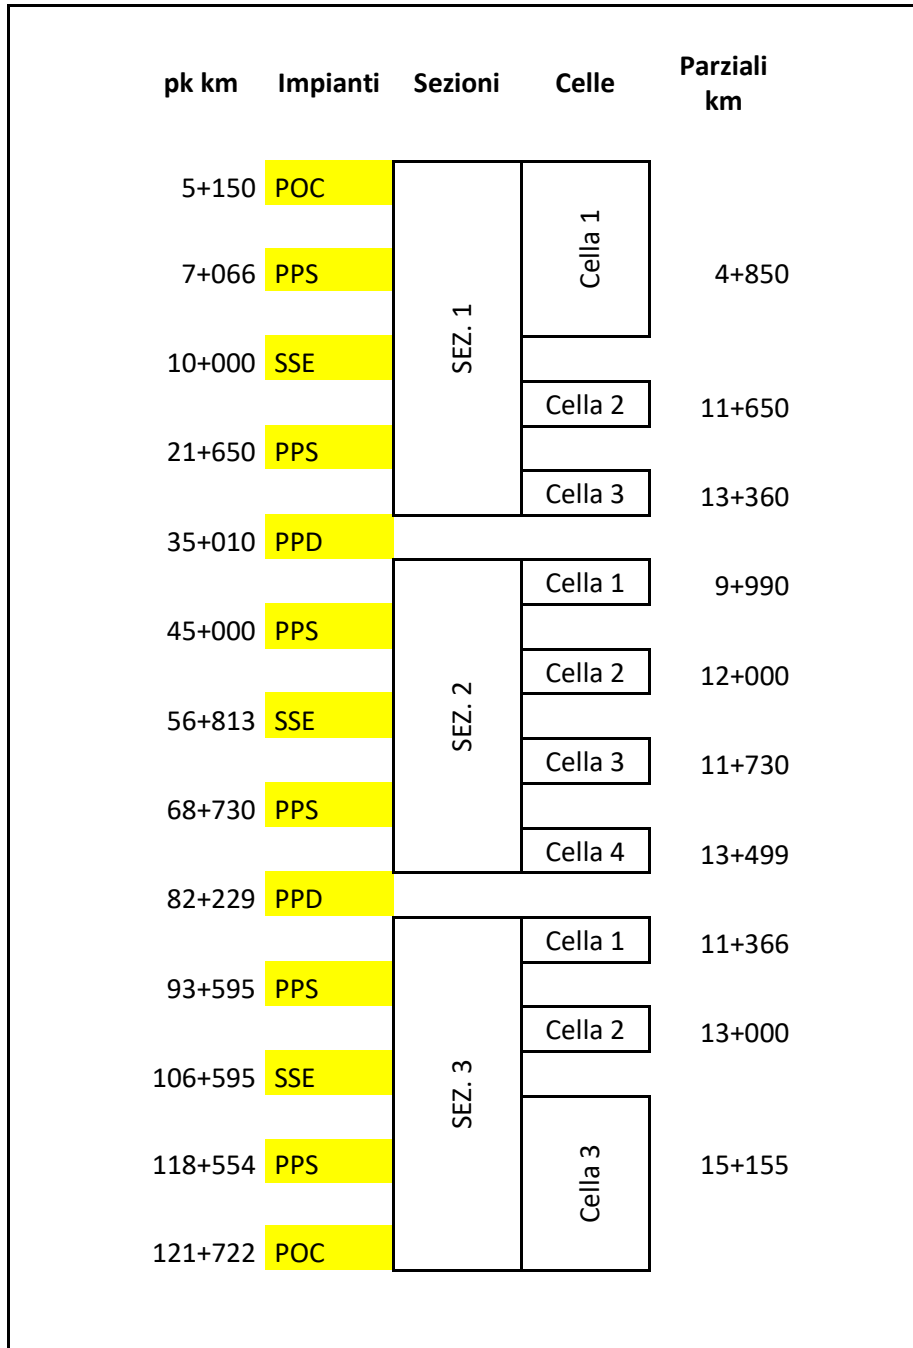 pk km Impianti Sezioni Celle Parziali km
5+150 POC
Cella 1
7+066 PPS 4+850
SEZ. 1
10+000 SSE
Cella 2 11+650
21+650 PPS
Cella 3 13+360
35+010 PPD
Cella 1 9+990
45+000 PPS
Cella 2 12+000
SEZ. 2
56+813 SSE
Cella 3 11+730
68+730 PPS
Cella 4 13+499
82+229 PPD
Cella 1 11+366
93+595 PPS
Cella 2 13+000
106+595 SSE
SEZ. 3
118+554 PPS 15+155
Cella 3
121+722 POC